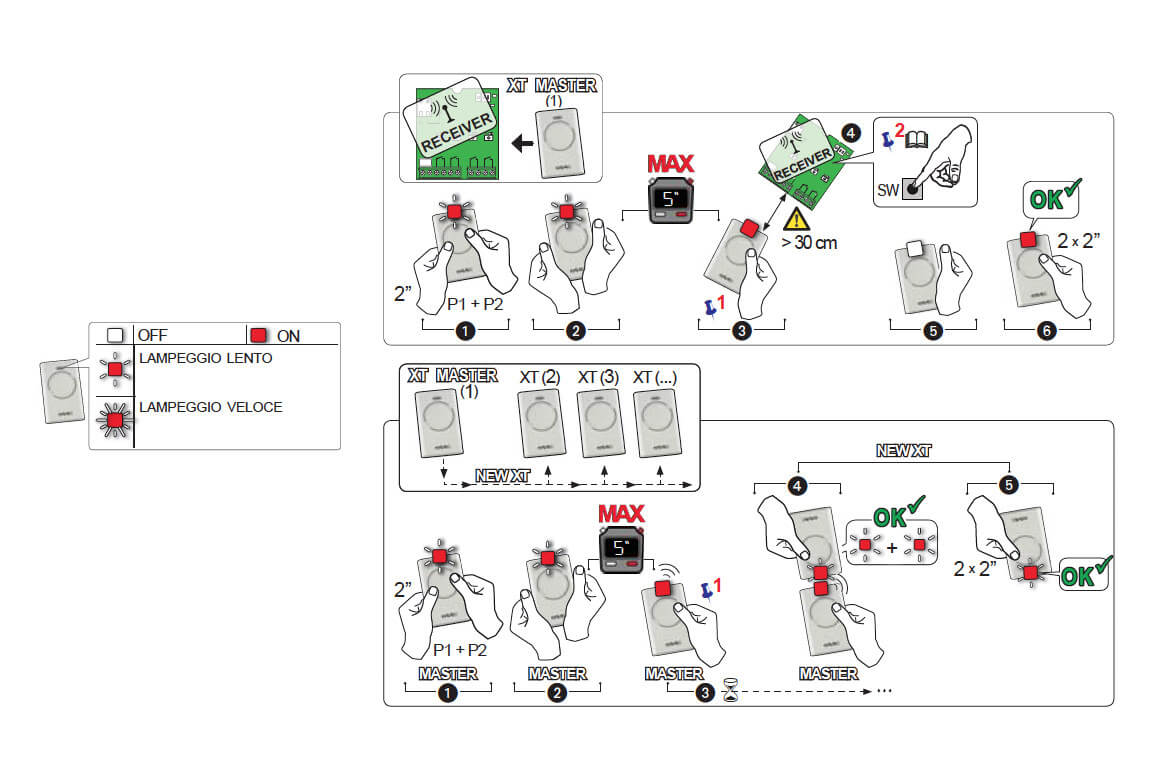 OFF
ON
LAMPEGGIO LENTO
LAMPEGGIO VELOCE
RECEIVER
XT MASTER
(1)
2”
P1 + P2
1
2
MAX
5"
1
3
RECEIVER
4
> 30 cm
2
SW
5
OK
2 x 2”
6
XT MASTER
(1)
XT (2)
XT (3)
XT (...)
NEW XT
2”
P1 + P2
MASTER
1
MASTER
2
MAX
5"
1
MASTER
3
...
NEW XT
4
OK
+
MASTER
5
2 x 2”
OK